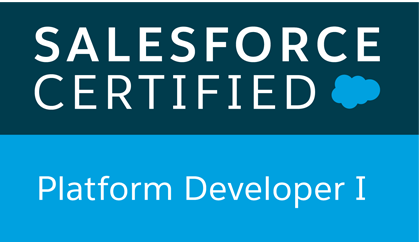 SALESFORCE
CERTIFIED
Platform Developer I